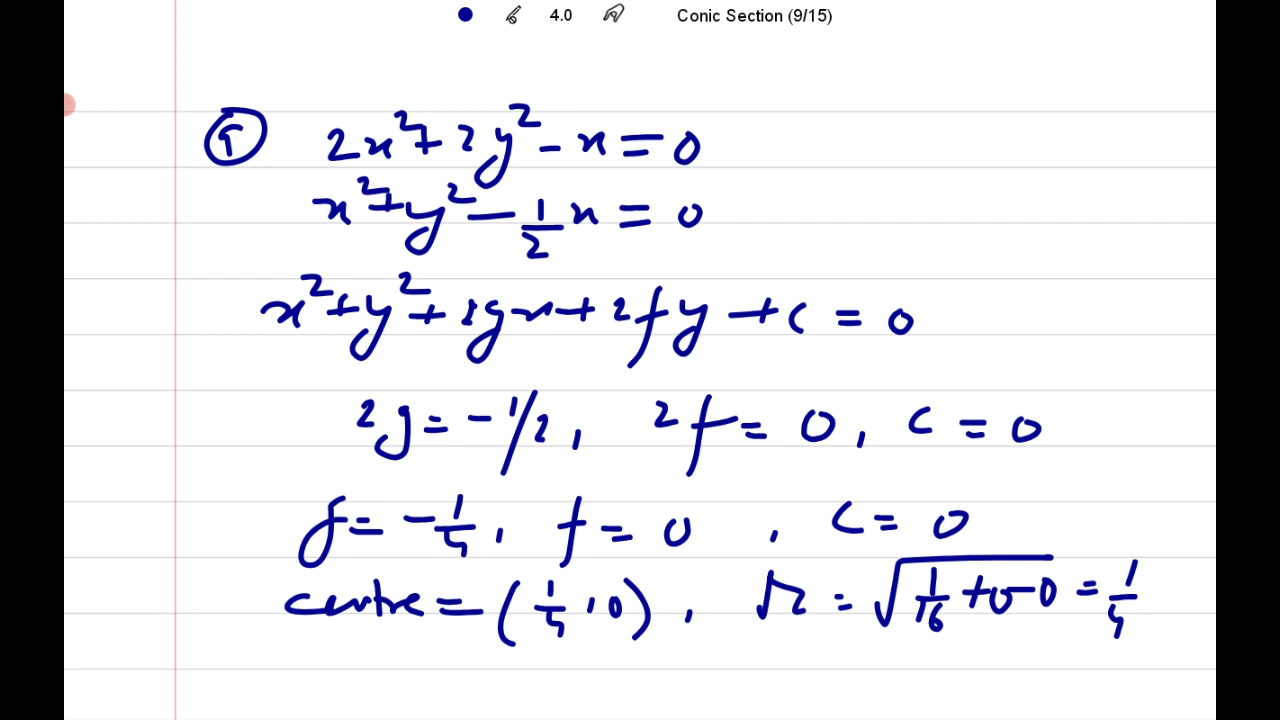 4.0 Conic Section (9/15)
⑨ 2x²+2y²-x=0
x²+y²-1/2x=0
x²+y²+2gx+2fy+c=0
2g=-1/2, 2f=0, c=0
g=-1/4, f=0, c=0
centre=(1/4,0), r=√(1/16+0-0)=1/4